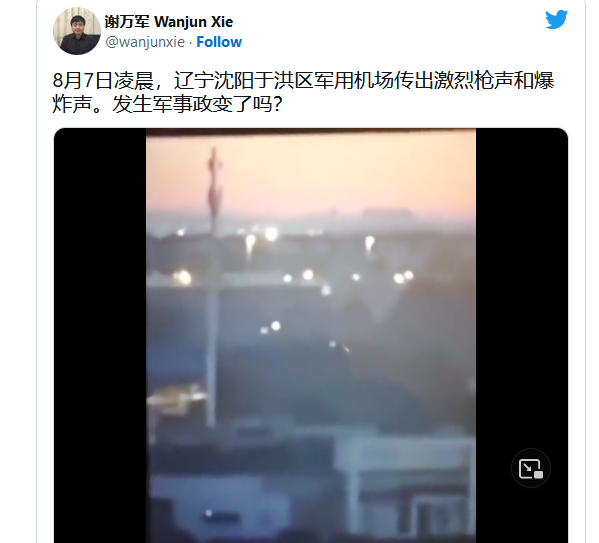 谢万军 Wanjun Xie
@wanjunxie · Follow
8月7日凌晨，辽宁沈阳于洪区军用机场传出激烈枪声和爆
炸声。发生军事政变了吗？